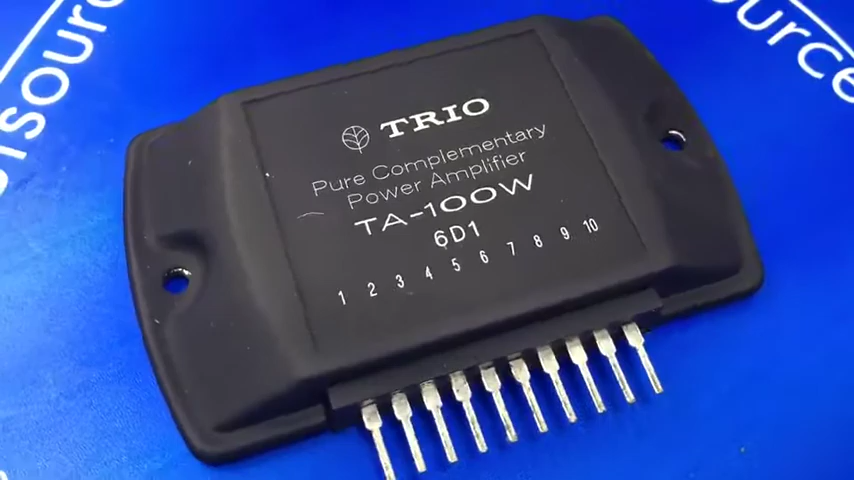 TRIO
Pure Complementary
Power Amplifier
TA-100W
6D1
1 2 3 4 5 6 7 8 9 10